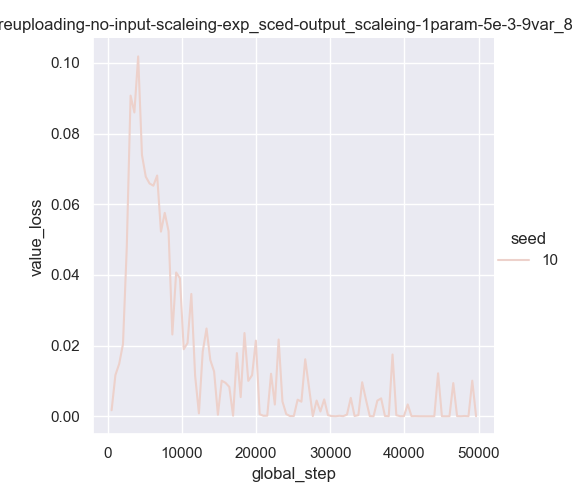 reuploading-no-input-scaleing-exp_sced-output_scaleing-1param-5e-3-9var_8
0.10
0.08
0.06
0.04
0.02
0.00
value_loss
0 10000 20000 30000 40000 50000
global_step
seed
10